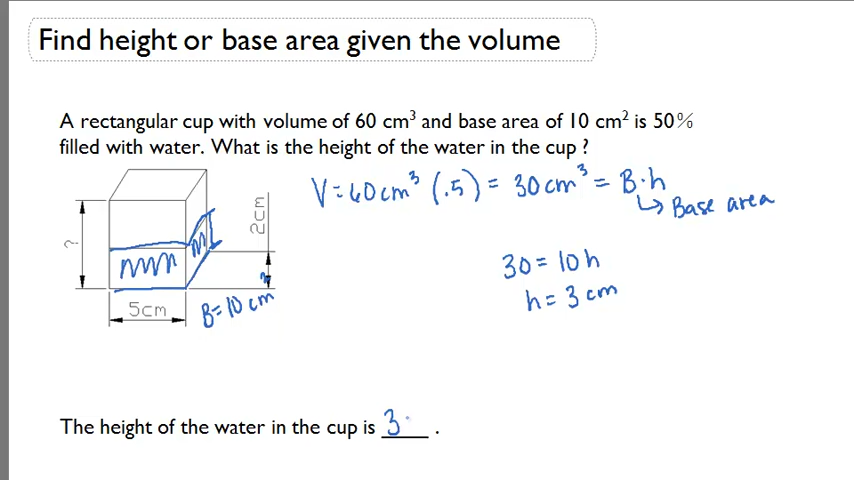 Find height or base area given the volume
A rectangular cup with volume of 60 cm³ and base area of 10 cm² is 50%
filled with water. What is the height of the water in the cup ?
V = 60 cm³ (.5) = 30 cm³ = B · h
↳ Base area
?
2cm
30 = 10 h
h = 3 cm
5cm
B = 10 cm²
The height of the water in the cup is 3 .